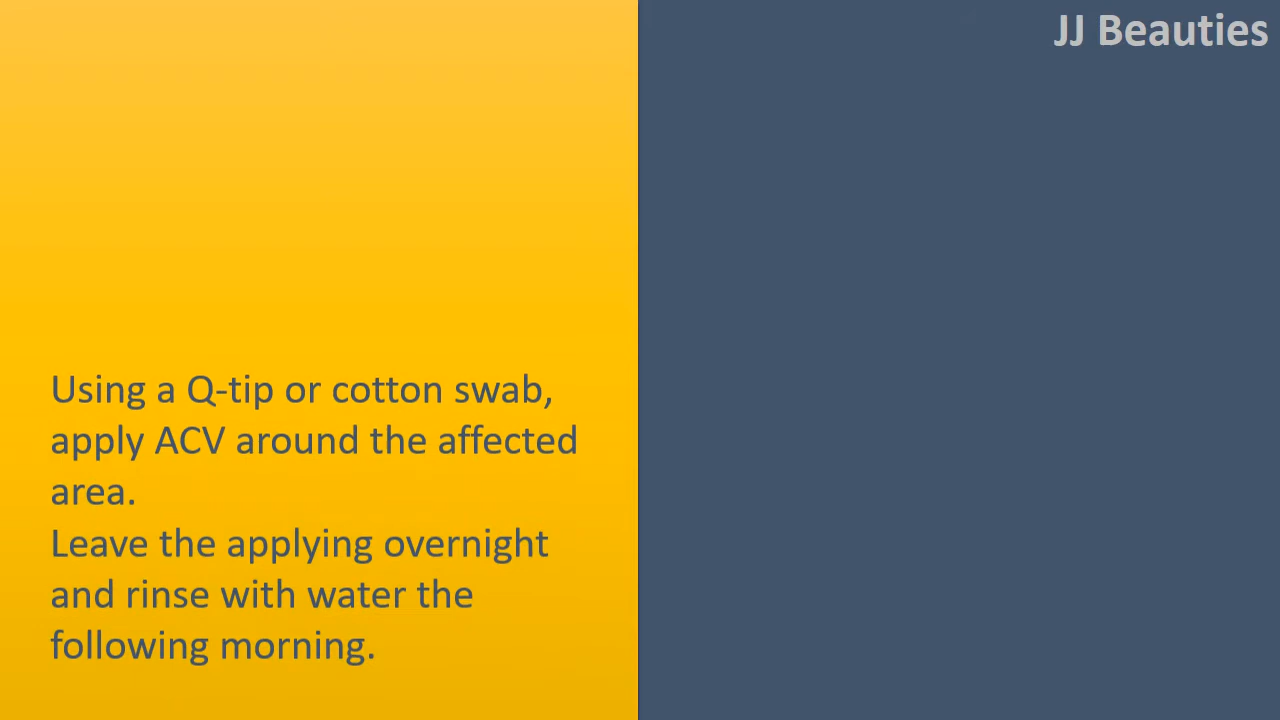 JJ Beauties
Using a Q-tip or cotton swab,
apply ACV around the affected
area.
Leave the applying overnight
and rinse with water the
following morning.